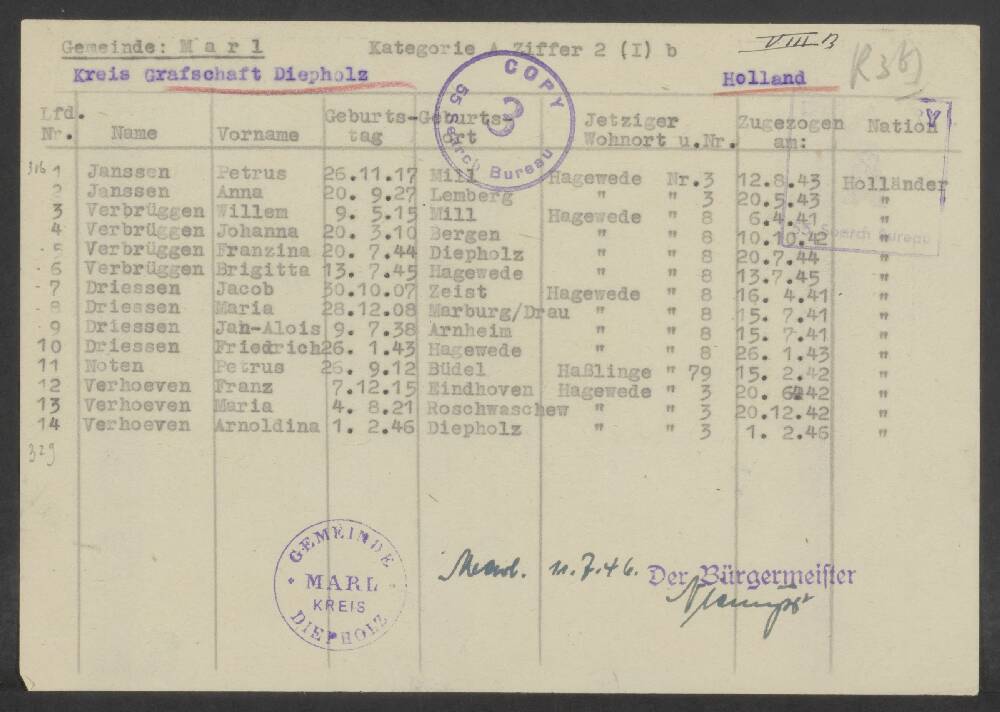 Gemeinde: M a r l Kategorie A Ziffer 2 (I) b VIII B
Kreis Grafschaft Diepholz Holland
COPY
3
55 Search Bureau
Lfd. Nr. Name Vorname Geburtstag Geburtsort Jetziger Wohnort u.Nr. Zugezogen am: Nation
316 1 Janssen Petrus 26.11.17 Mill Hagewede Nr.3 12.8.43 Holländer
2 Janssen Anna 20. 9.27 Lemberg " " 3 20.5.43 "
3 Verbrüggen Willem 9. 5.15 Mill Hagewede " 8 6.4.41 "
4 Verbrüggen Johanna 20. 3.10 Bergen " " 8 10.10.42 "
5 Verbrüggen Franzina 20. 7.44 Diepholz " " 8 20.7.44 "
6 Verbrüggen Brigitta 13. 7.45 Hagewede " " 8 13.7.45 "
7 Driessen Jacob 30.10.07 Zeist Hagewede " 8 16. 4.41 "
8 Driessen Maria 28.12.08 Marburg/Drau " " 8 15. 7.41 "
9 Driessen Jan-Alois 9. 7.38 Arnheim " " 8 15. 7.41 "
10 Driessen Friedrich 26. 1.43 Hagewede " " 8 26. 1.43 "
11 Noten Petrus 26. 9.12 Büdel Haßlinge " 79 15. 2.42 "
12 Verhoeven Franz 7.12.15 Eindhoven Hagewede " 3 20. 6.42 "
13 Verhoeven Maria 4. 8.21 Roschwaschew " " 3 20.12.42 "
14 Verhoeven Arnoldina 1. 2.46 Diepholz " " 3 1. 2.46 "
329
GEMEINDE
MARL
KREIS
DIEPHOLZ
Marl. 11.7.46. Der Bürgermeister